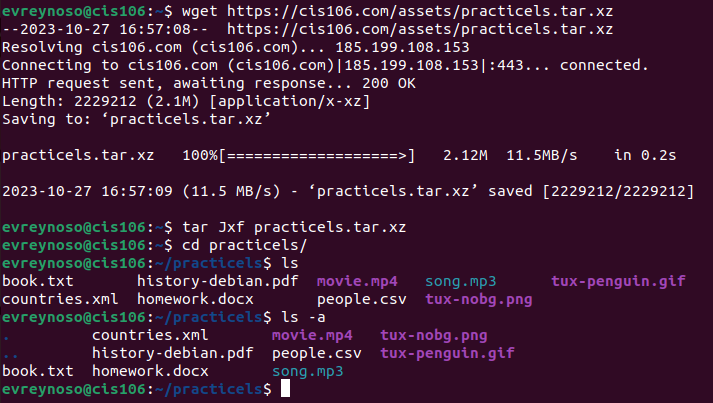 evreynoso@cis106:~$ wget https://cis106.com/assets/practicels.tar.xz
--2023-10-27 16:57:08--  https://cis106.com/assets/practicels.tar.xz
Resolving cis106.com (cis106.com)... 185.199.108.153
Connecting to cis106.com (cis106.com)|185.199.108.153|:443... connected.
HTTP request sent, awaiting response... 200 OK
Length: 2229212 (2.1M) [application/x-xz]
Saving to: ‘practicels.tar.xz’

practicels.tar.xz   100%[===================>]   2.12M  11.5MB/s    in 0.2s

2023-10-27 16:57:09 (11.5 MB/s) - ‘practicels.tar.xz’ saved [2229212/2229212]

evreynoso@cis106:~$ tar Jxf practicels.tar.xz
evreynoso@cis106:~$ cd practicels/
evreynoso@cis106:~/practicels$ ls
book.txt       history-debian.pdf  movie.mp4   song.mp3      tux-penguin.gif
countries.xml  homework.docx       people.csv  tux-nobg.png
evreynoso@cis106:~/practicels$ ls -a
.         countries.xml       movie.mp4   tux-nobg.png
..        history-debian.pdf  people.csv  tux-penguin.gif
book.txt  homework.docx       song.mp3
evreynoso@cis106:~/practicels$